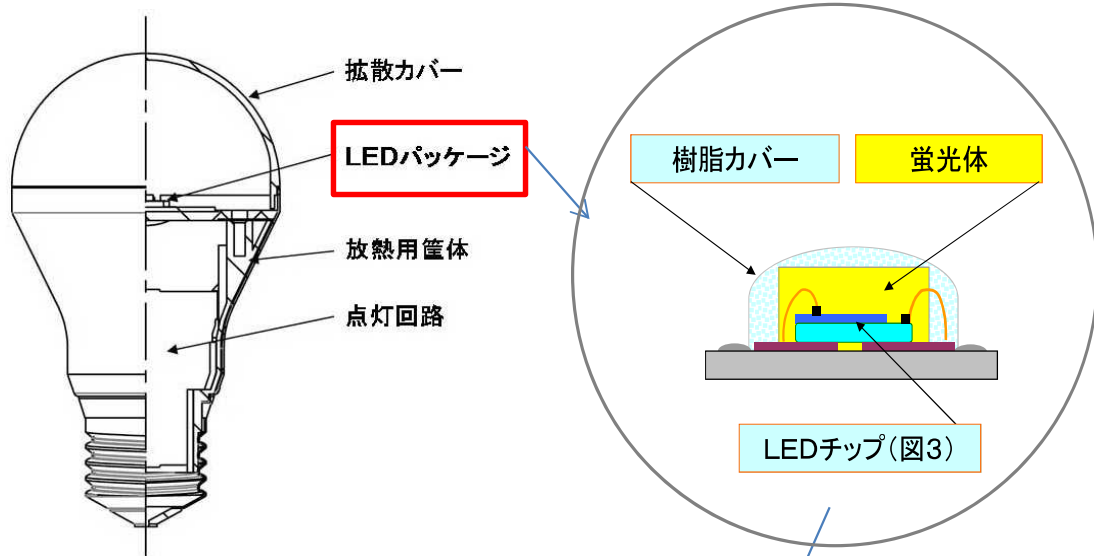 拡散カバー
LEDパッケージ
放熱用筐体
点灯回路
樹脂カバー
蛍光体
LEDチップ(図3)